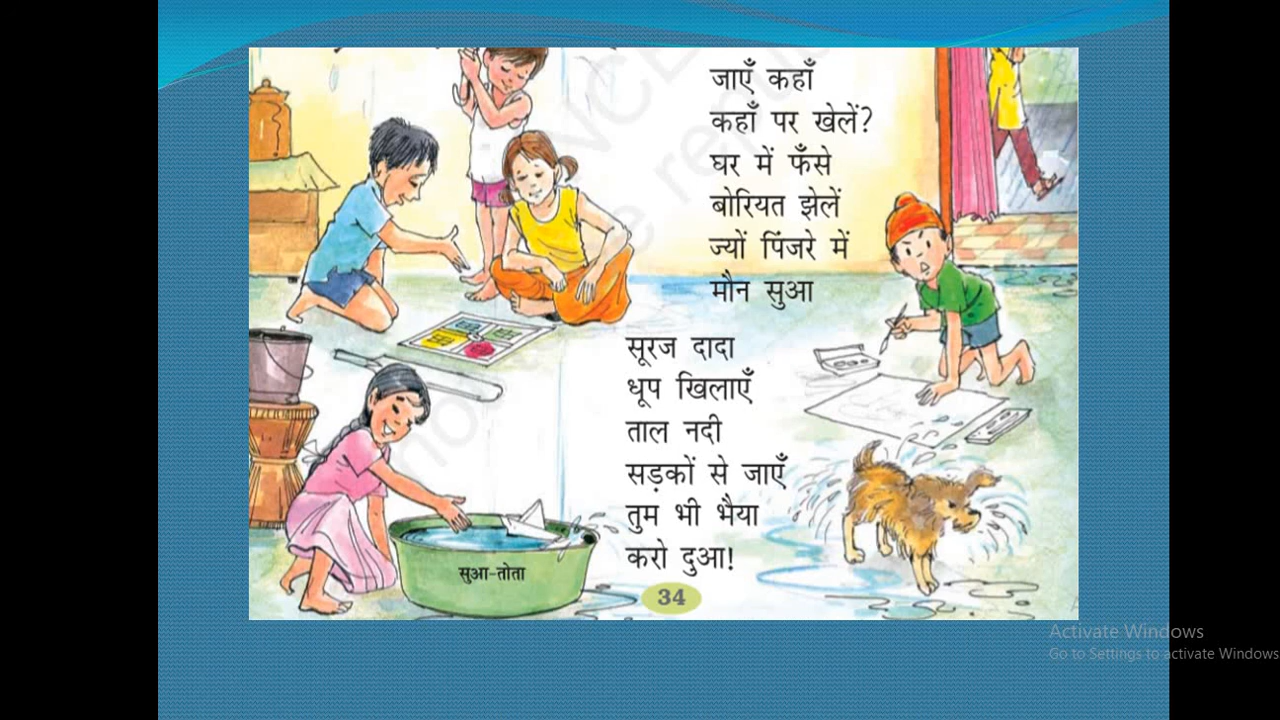 जाएँ कहाँ
कहाँ पर खेलें?
घर में फँसे
बोरियत झेलें
ज्यों पिंजरे में
मौन सुआ
सूरज दादा
धूप खिलाएँ
ताल नदी
सड़कों से जाएँ
तुम भी भैया
करो दुआ!
सुआ-तोता
34
Activate Windows
Go to Settings to activate Windows